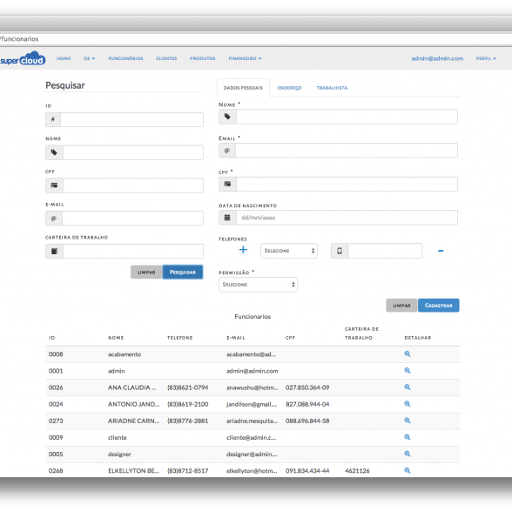 /funcionarios
supercloud
HOME OS FUNCIONÁRIOS CLIENTES PRODUTOS FINANCEIRO admin@admin.com PERFIL
Pesquisar
ID
#
NOME
CPF
E-MAIL
@
CARTEIRA DE TRABALHO
LIMPAR PESQUISAR
DADOS PESSOAIS ENDEREÇO TRABALHISTA
NOME *
EMAIL *
@
CPF *
DATA DE NASCIMENTO
dd/mm/aaaa
TELEFONES
+ SELECIONE -
PERMISSÃO *
SELECIONE
LIMPAR CADASTRAR
Funcionarios
ID NOME TELEFONE E-MAIL CPF CARTEIRA DE TRABALHO DETALHAR
0008 acabamento acabamento@ad...
0001 admin admin@admin.com
0026 ANA CLAUDIA ... (83)8621-0794 anawushu@hotm... 027.850.364-09
0024 ANTONIO JAND... (83)8619-2100 jandilson@gmail.... 827.088.944-04
0273 ARIADNE CARN... (83)8776-2881 ariadne.mesquita... 088.696.844-58
0009 cliente cliente@admin.c...
0005 designer designer@admin....
0268 ELKELLYTON BE... (83)8712-8517 elkellyton@hotm... 091.834.434-44 4621126